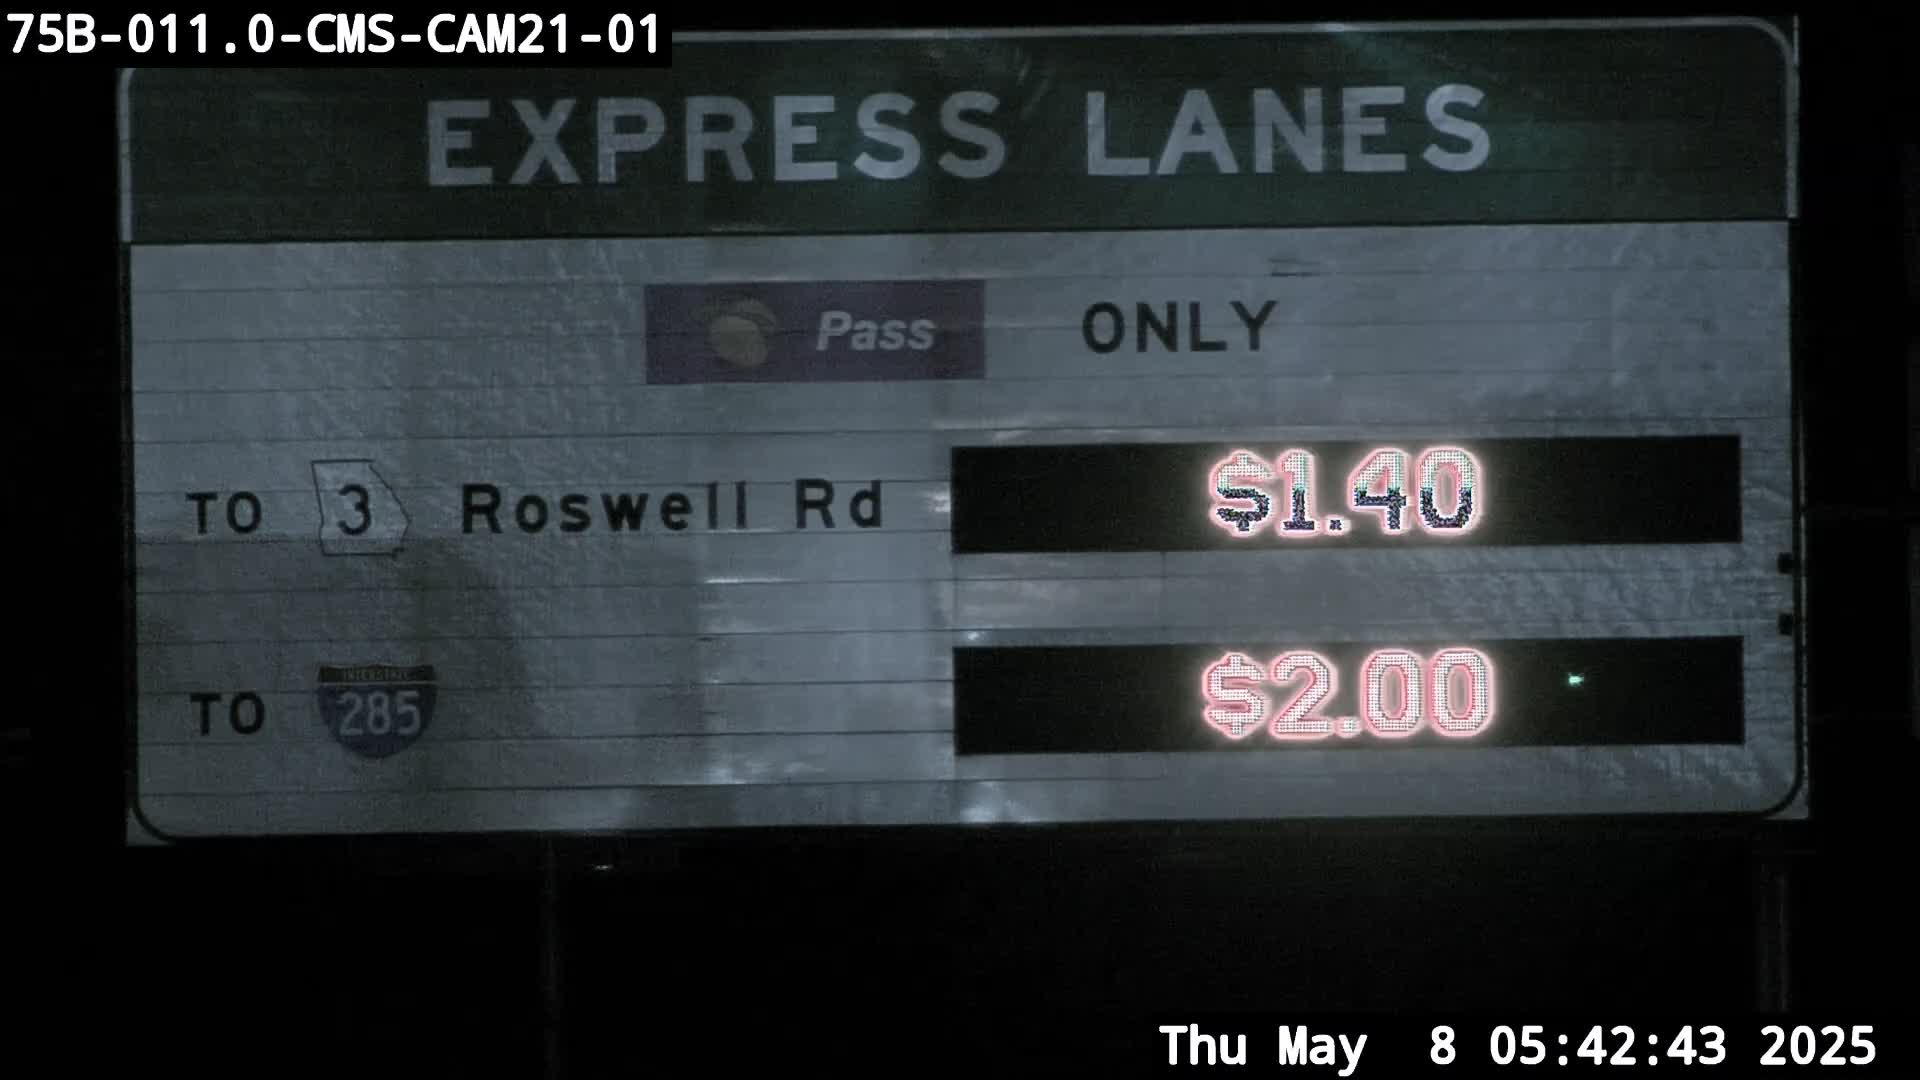 75B-011.0-CMS-CAM21-01
EXPRESS LANES
Pass ONLY
TO 3 Roswell Rd $1.40
INTERSTATE
TO 285 $2.00
Thu May 8 05:42:43 2025